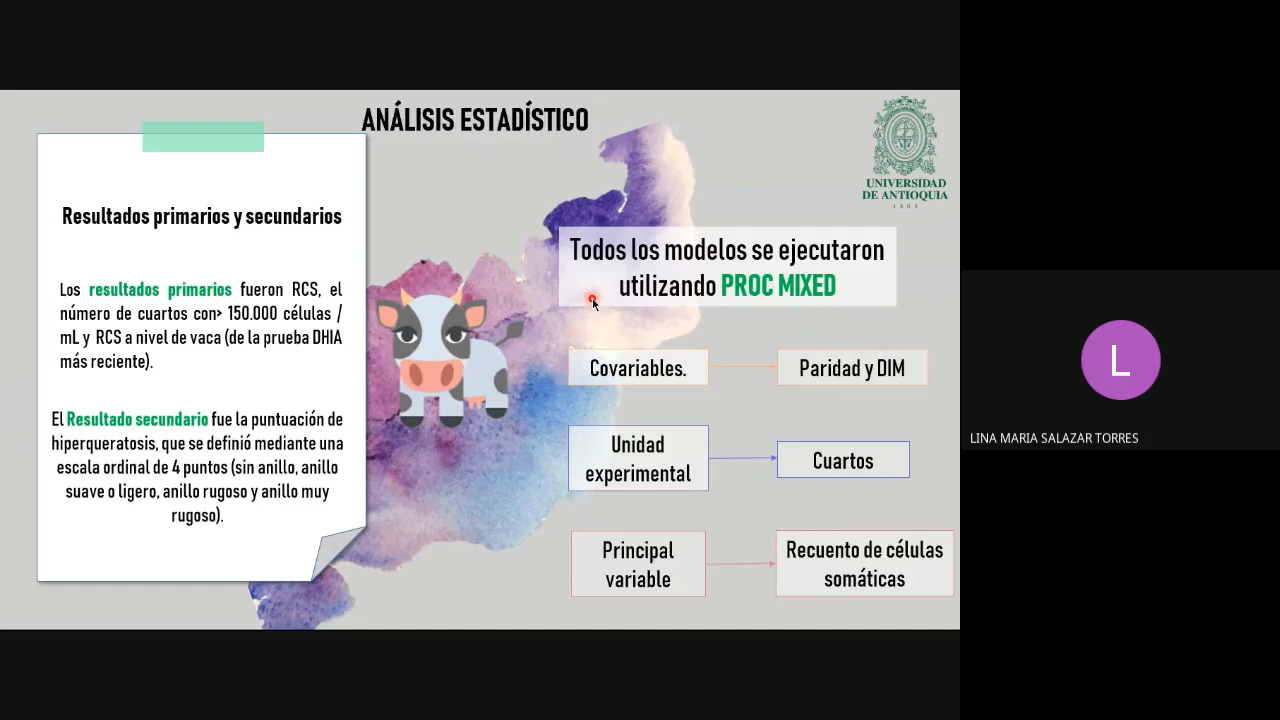 ANÁLISIS ESTADÍSTICO
UNIVERSIDAD
DE ANTIOQUIA
1803
Resultados primarios y secundarios
Los resultados primarios fueron RCS, el
número de cuartos con> 150.000 células /
mL y RCS a nivel de vaca (de la prueba DHIA
más reciente).
El Resultado secundario fue la puntuación de
hiperqueratosis, que se definió mediante una
escala ordinal de 4 puntos (sin anillo, anillo
suave o ligero, anillo rugoso y anillo muy
rugoso).
Todos los modelos se ejecutaron
utilizando PROC MIXED
Covariables.
Paridad y DIM
Unidad
experimental
Cuartos
Principal
variable
Recuento de células
somáticas
L
LINA MARIA SALAZAR TORRES